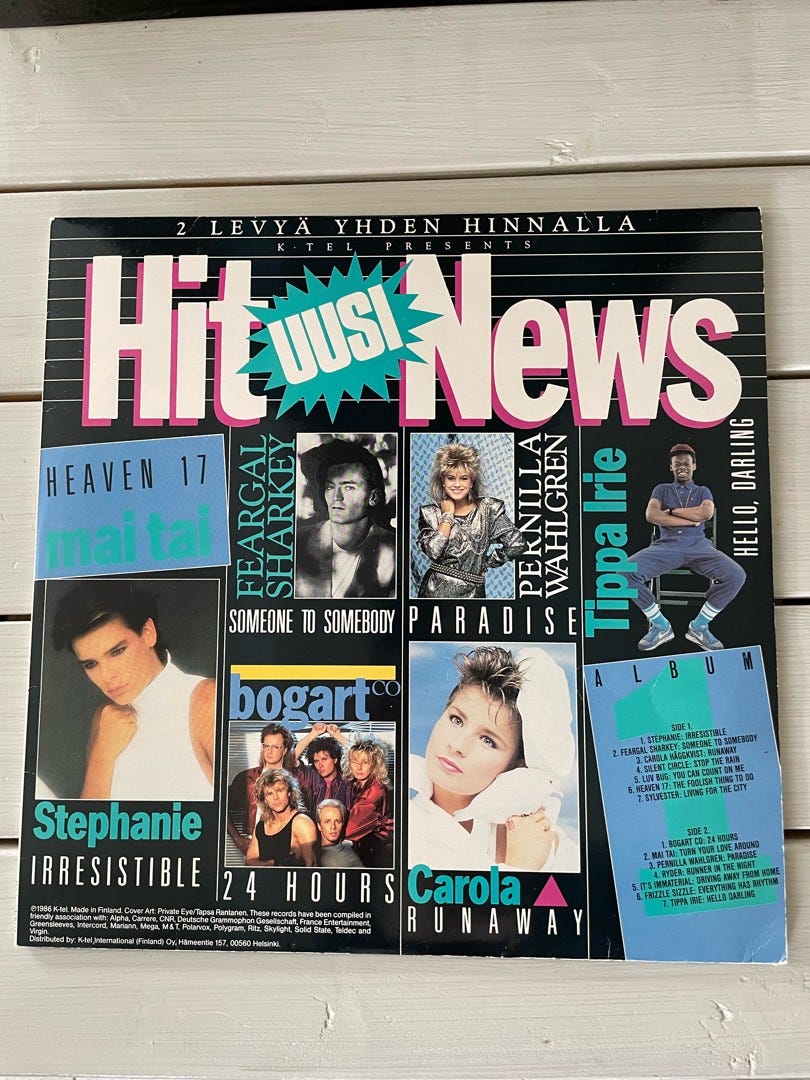 2 LEVYÄ YHDEN HINNALLA
K·TEL PRESENTS
Hit UUSI News
HEAVEN 17
mai tai
FEARGAL
SHARKEY
SOMEONE TO SOMEBODY
PERNILLA
WAHLGREN
PARADISE
Tippa Irie
HELLO, DARLING
Stephanie
IRRESISTIBLE
bogart CO
24 HOURS
Carola
RUNAWAY
ALBUM
1
SIDE 1.
1. STÉPHANIE: IRRESISTIBLE
2. FEARGAL SHARKEY: SOMEONE TO SOMEBODY
3. CAROLA HÄGGKVIST: RUNAWAY
4. SILENT CIRCLE: STOP THE RAIN
5. LUV BUG: YOU CAN COUNT ON ME
6. HEAVEN 17: THE FOOLISH THING TO DO
7. SYLVESTER: LIVING FOR THE CITY
SIDE 2.
1. BOGART CO: 24 HOURS
2. MAI TAI: TURN YOUR LOVE AROUND
3. PERNILLA WAHLGREN: PARADISE
4. RYDER: RUNNER IN THE NIGHT
5. IT'S IMMATERIAL: DRIVING AWAY FROM HOME
6. FRIZZLE SIZZLE: EVERYTHING HAS RHYTHM
7. TIPPA IRIE: HELLO DARLING
℗1986 K-tel. Made in Finland. Cover Art: Private Eye/Tapsa Rantanen. These records have been compiled in
friendly association with: Alpha, Carrere, CNR, Deutsche Grammophon Gesellschaft, France Entertainment,
Greensleeves, Intercord, Mariann, Mega, M&T, Polarvox, Polygram, Ritz, Skylight, Solid State, Teldec and
Virgin.
Distributed by: K-tel International (Finland) Oy, Hämeentie 157, 00560 Helsinki.